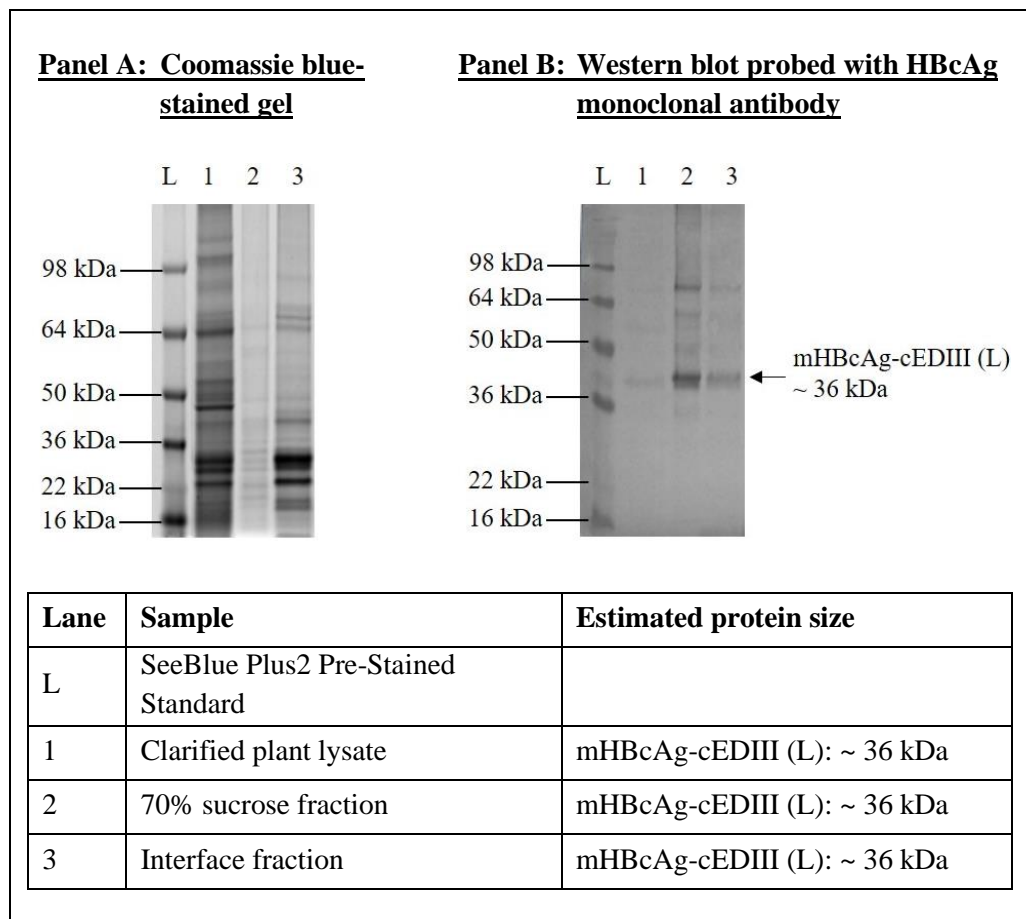 Panel A: Coomassie blue-
stained gel
Panel B: Western blot probed with HBcAg
monoclonal antibody
L 1 2 3
98 kDa
64 kDa
50 kDa
36 kDa
22 kDa
16 kDa
L 1 2 3
98 kDa
64 kDa
50 kDa
36 kDa
22 kDa
16 kDa
mHBcAg-cEDIII (L)
~ 36 kDa
Lane Sample Estimated protein size
L SeeBlue Plus2 Pre-Stained
Standard
1 Clarified plant lysate mHBcAg-cEDIII (L): ~ 36 kDa
2 70% sucrose fraction mHBcAg-cEDIII (L): ~ 36 kDa
3 Interface fraction mHBcAg-cEDIII (L): ~ 36 kDa